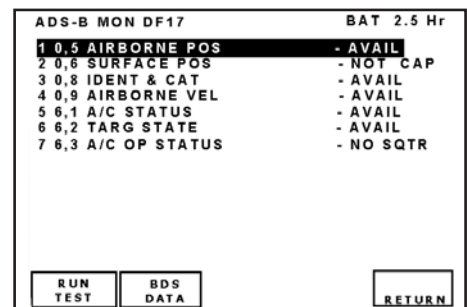 ADS-B MON DF17 BAT 2.5 Hr
1 0,5 AIRBORNE POS - AVAIL
2 0,6 SURFACE POS - NOT CAP
3 0,8 IDENT & CAT - AVAIL
4 0,9 AIRBORNE VEL - AVAIL
5 6,1 A/C STATUS - AVAIL
6 6,2 TARG STATE - AVAIL
7 6,3 A/C OP STATUS - NO SQTR
RUN TEST
BDS DATA
RETURN